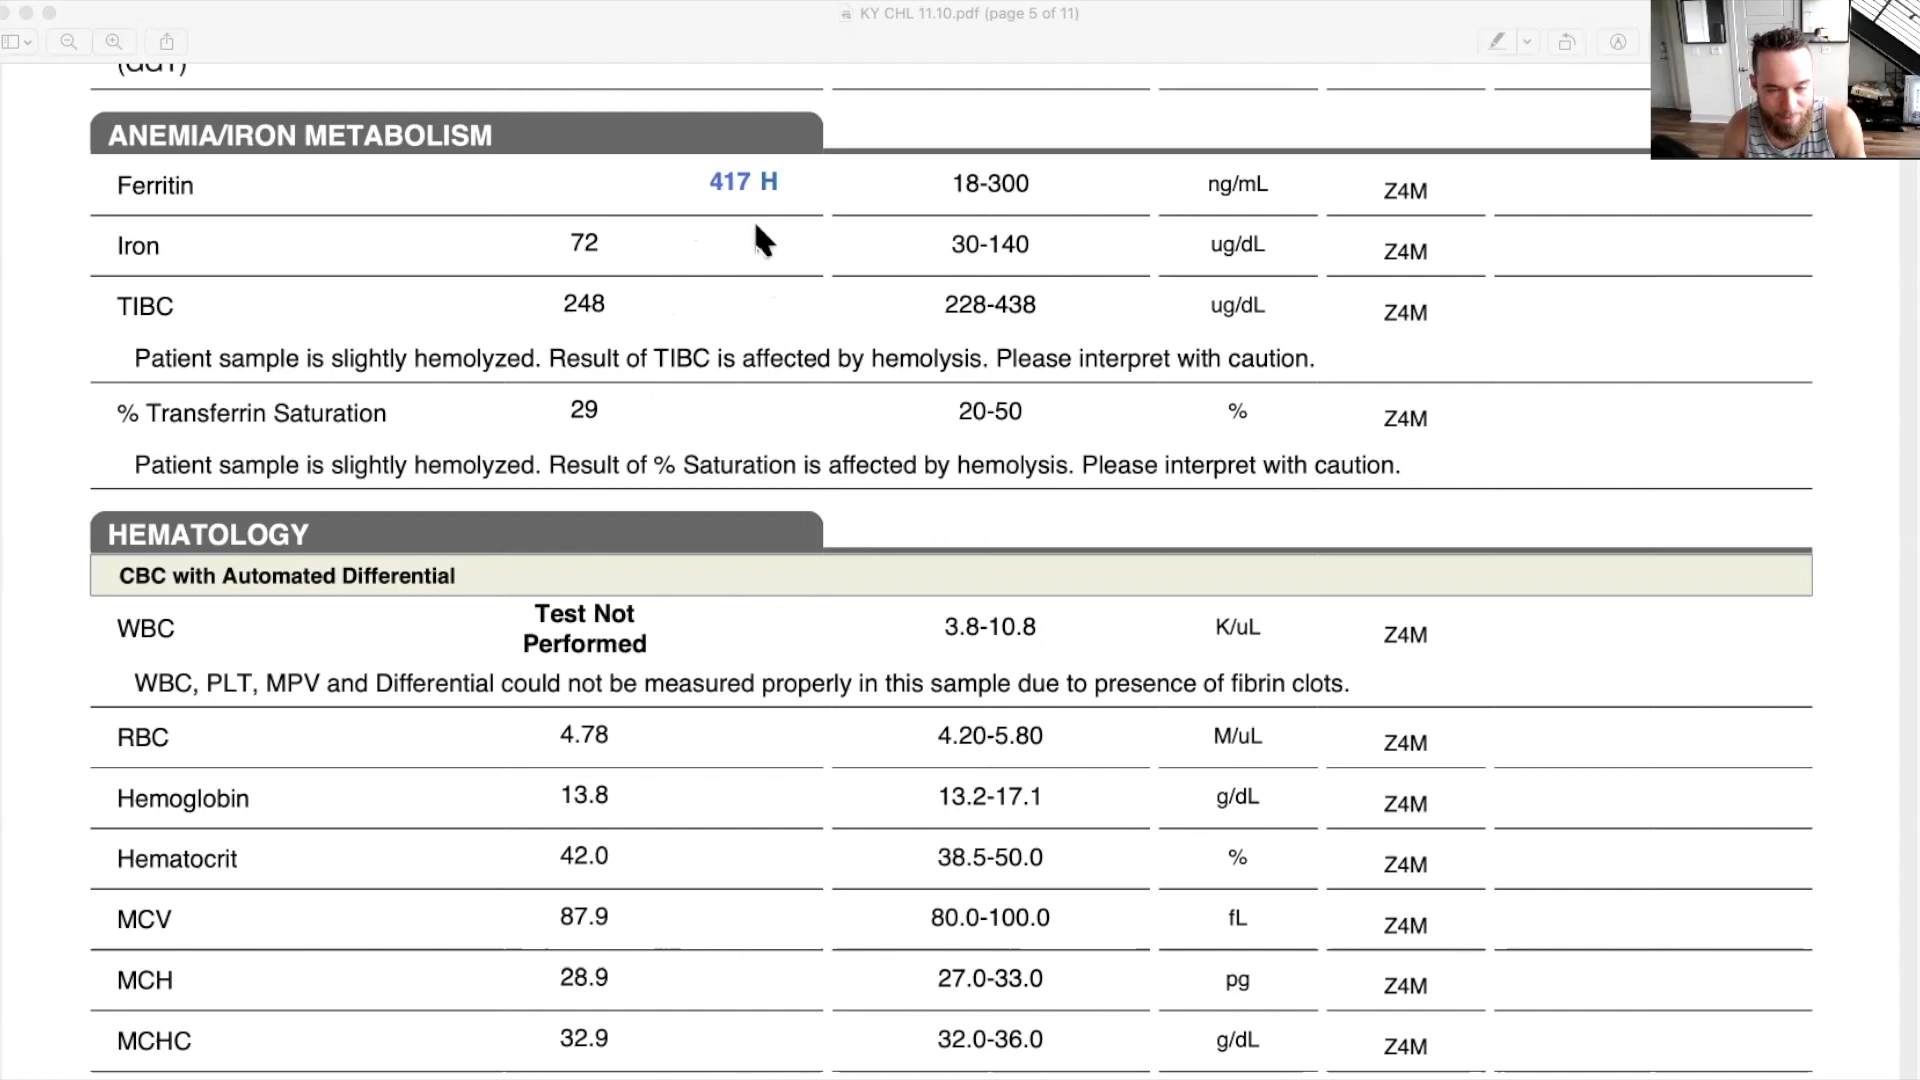 KY CHL 11.10.pdf (page 5 of 11)
(GGT)
ANEMIA/IRON METABOLISM
Ferritin 417 H 18-300 ng/mL Z4M
Iron 72 30-140 ug/dL Z4M
TIBC 248 228-438 ug/dL Z4M
Patient sample is slightly hemolyzed. Result of TIBC is affected by hemolysis. Please interpret with caution.
% Transferrin Saturation 29 20-50 % Z4M
Patient sample is slightly hemolyzed. Result of % Saturation is affected by hemolysis. Please interpret with caution.
HEMATOLOGY
CBC with Automated Differential
WBC Test Not Performed 3.8-10.8 K/uL Z4M
WBC, PLT, MPV and Differential could not be measured properly in this sample due to presence of fibrin clots.
RBC 4.78 4.20-5.80 M/uL Z4M
Hemoglobin 13.8 13.2-17.1 g/dL Z4M
Hematocrit 42.0 38.5-50.0 % Z4M
MCV 87.9 80.0-100.0 fL Z4M
MCH 28.9 27.0-33.0 pg Z4M
MCHC 32.9 32.0-36.0 g/dL Z4M